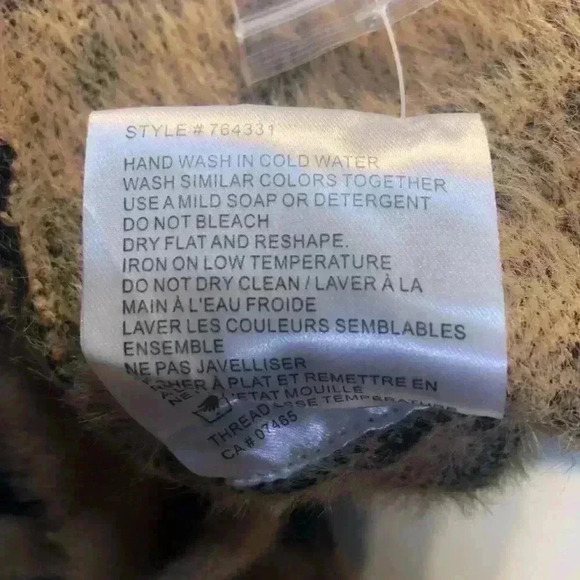 STYLE # 764331
HAND WASH IN COLD WATER
WASH SIMILAR COLORS TOGETHER
USE A MILD SOAP OR DETERGENT
DO NOT BLEACH
DRY FLAT AND RESHAPE.
IRON ON LOW TEMPERATURE
DO NOT DRY CLEAN / LAVER À LA
MAIN À L'EAU FROIDE
LAVER LES COULEURS SEMBLABLES
ENSEMBLE
NE PAS JAVELLISER
À PLAT ET REMETTRE EN
MOUILLE
NE
THREAD
CA # 07465